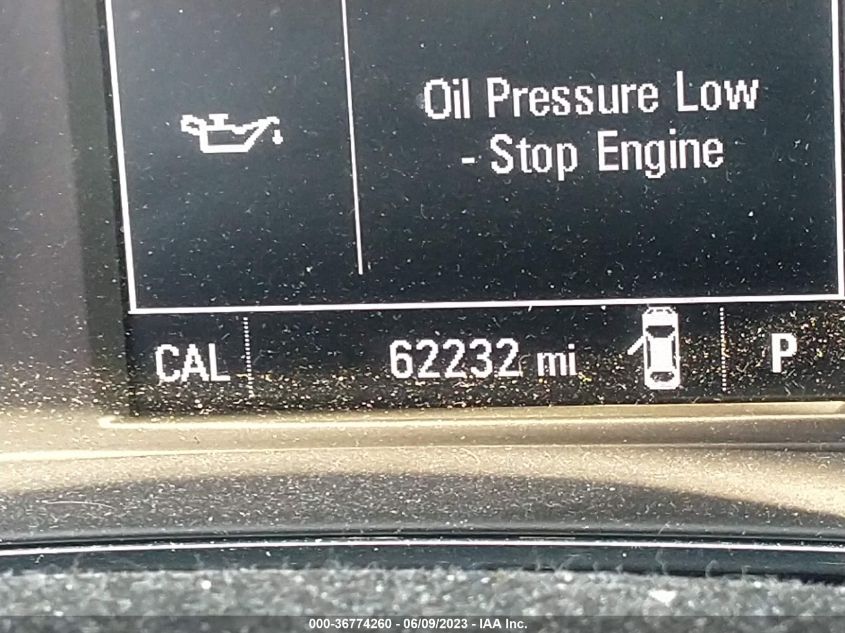 Oil Pressure Low
- Stop Engine
CAL 62232 mi P
000-36774260 - 06/09/2023 - IAA Inc.